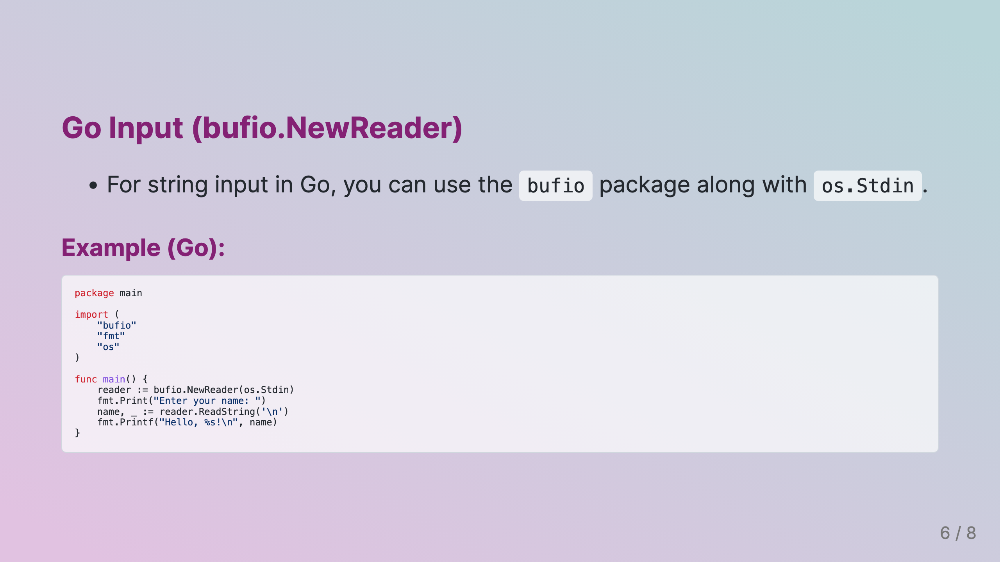 Go Input (bufio.NewReader)
• For string input in Go, you can use the bufio package along with os.Stdin.
Example (Go):
package main

import (
    "bufio"
    "fmt"
    "os"
)

func main() {
    reader := bufio.NewReader(os.Stdin)
    fmt.Print("Enter your name: ")
    name, _ := reader.ReadString('\n')
    fmt.Printf("Hello, %s!\n", name)
}
6 / 8